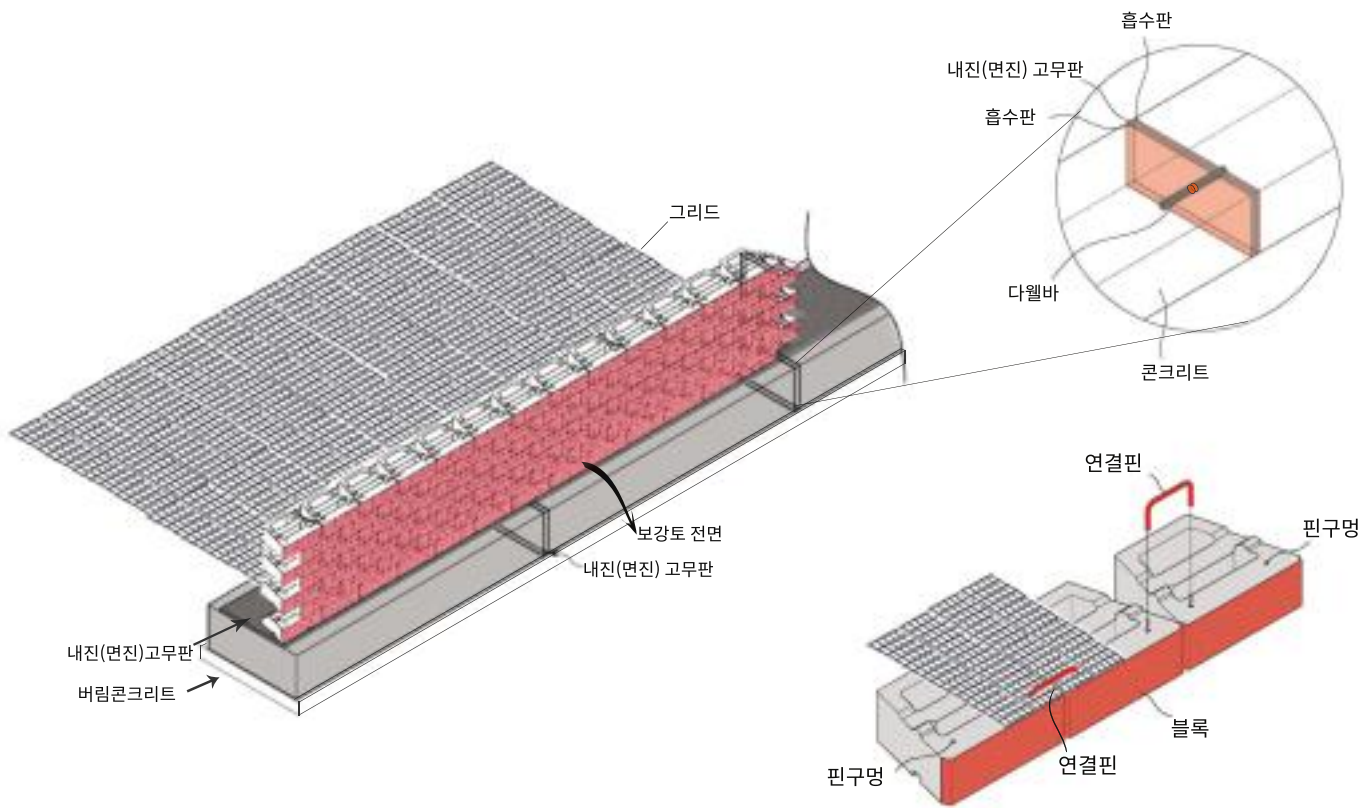 흡수판
내진(면진) 고무판
흡수판
그리드
다웰바
콘크리트
연결핀
핀구멍
보강토 전면
내진(면진) 고무판
내진(면진)고무판
버림콘크리트
블록
연결핀
핀구멍